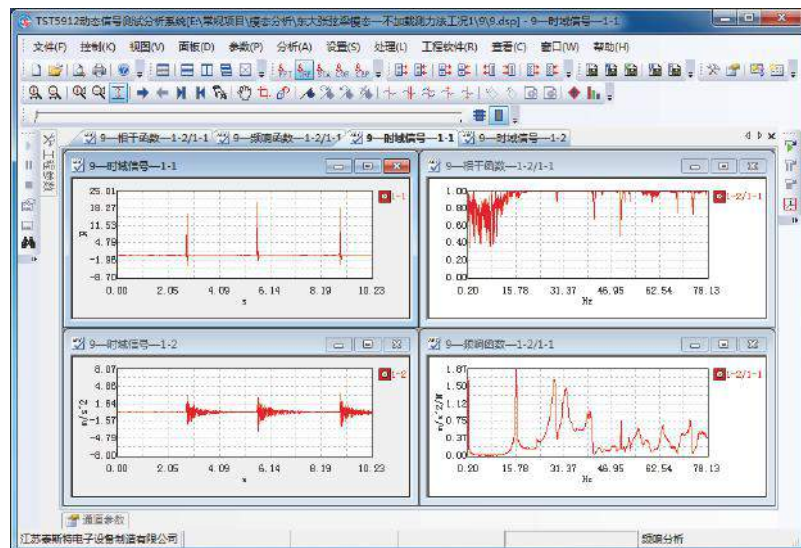 TST5912动态信号测试分析系统[E:\常规项目\模态分析\东大张弦梁模态—不加载测力法工况1\9\9.dsp] - 9—时域信号—1-1
文件(F) 控制(K) 视图(V) 面板(D) 参数(P) 分析(A) 设置(S) 处理(L) 工程软件(R) 查看(C) 窗口(W) 帮助(H)
9—相干函数—1-2/1-1 9—频响函数—1-2/1-1 9—时域信号—1-1 9—时域信号—1-2
工程参数
9—时域信号—1-1
25.01
18.27
11.53
4.79
-1.96
-8.70
0.00 2.05 4.09 6.14 8.19 10.23
s
1-1
9—相干函数—1-2/1-1
1.00
0.80
0.60
0.40
0.20
0.00
0.20 15.78 31.37 46.95 62.54 78.13
Hz
1-2/1-1
9—时域信号—1-2
8.07
4.86
1.64
-1.57
-4.79
-8.00
m/s^2
0.00 2.05 4.09 6.14 8.19 10.23
s
1-2
9—频响函数—1-2/1-1
1.87
1.50
1.12
0.75
0.37
0.00
m/s^2/N
0.20 15.78 31.37 46.95 62.54 78.13
Hz
1-2/1-1
通道参数
江苏泰斯特电子设备制造有限公司 频响分析